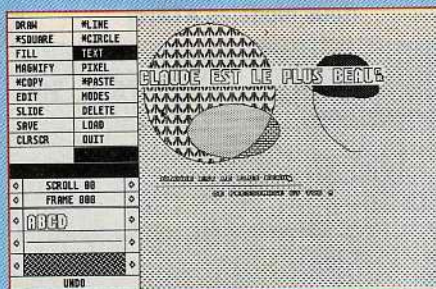 DRAW *LINE
*SQUARE *CIRCLE
FILL TEXT
MAGNIFY PIXEL
*COPY *PASTE
EDIT MODES
SLIDE DELETE
SAVE LOAD
CLRSCR QUIT
SCROLL 00
FRAME 000
ABCD
UNDO
CLAUDE EST LE PLUS BEAU